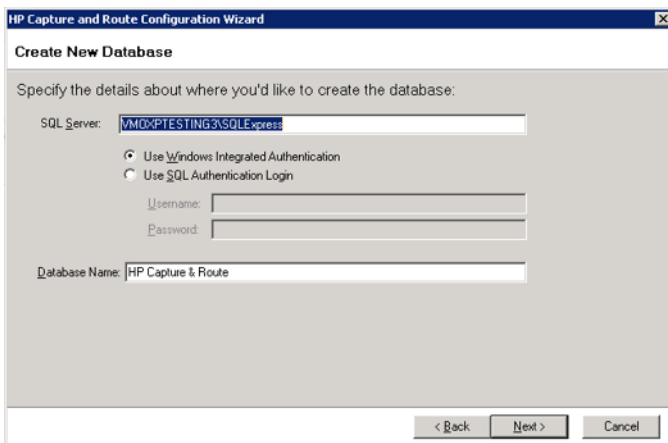 HP Capture and Route Configuration Wizard
Create New Database
Specify the details about where you'd like to create the database:
SQL Server: VMOXPTESTING3\SQLExpress
Use Windows Integrated Authentication
Use SQL Authentication Login
Username:
Password:
Database Name: HP Capture & Route
< Back Next > Cancel